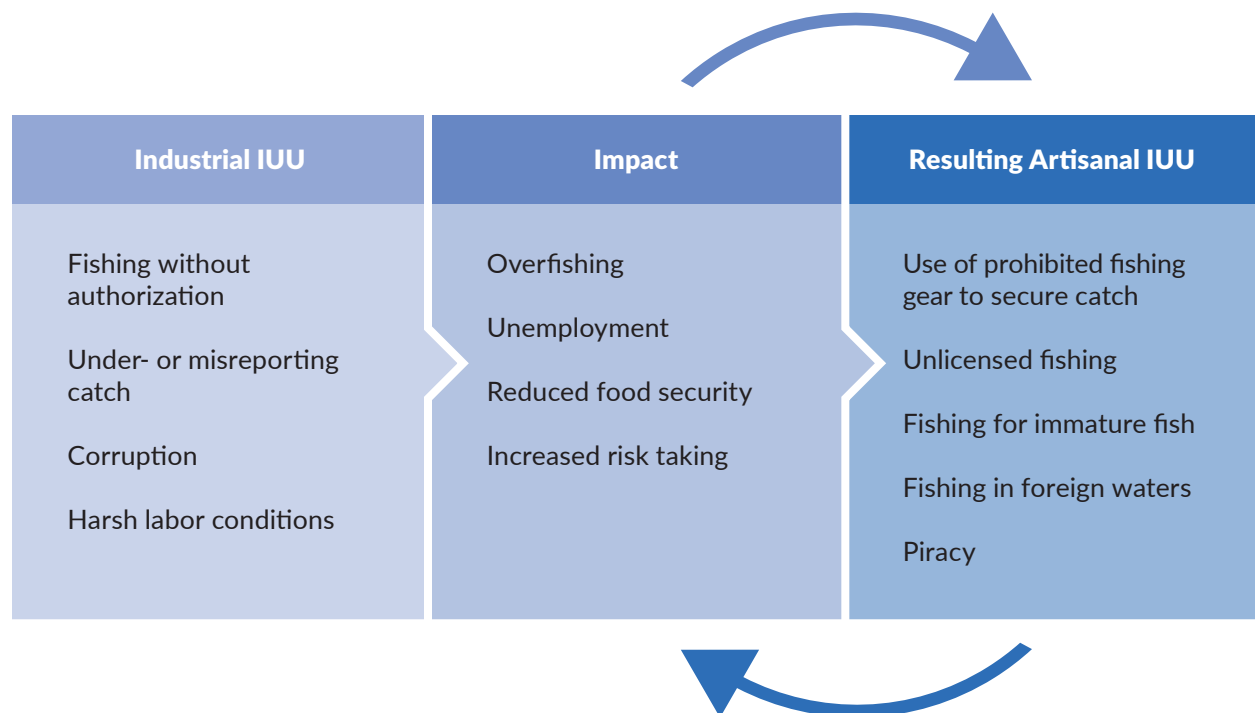 Industrial IUU
Fishing without
authorization
Under- or misreporting
catch
Corruption
Harsh labor conditions
Impact
Overfishing
Unemployment
Reduced food security
Increased risk taking
Resulting Artisanal IUU
Use of prohibited fishing
gear to secure catch
Unlicensed fishing
Fishing for immature fish
Fishing in foreign waters
Piracy